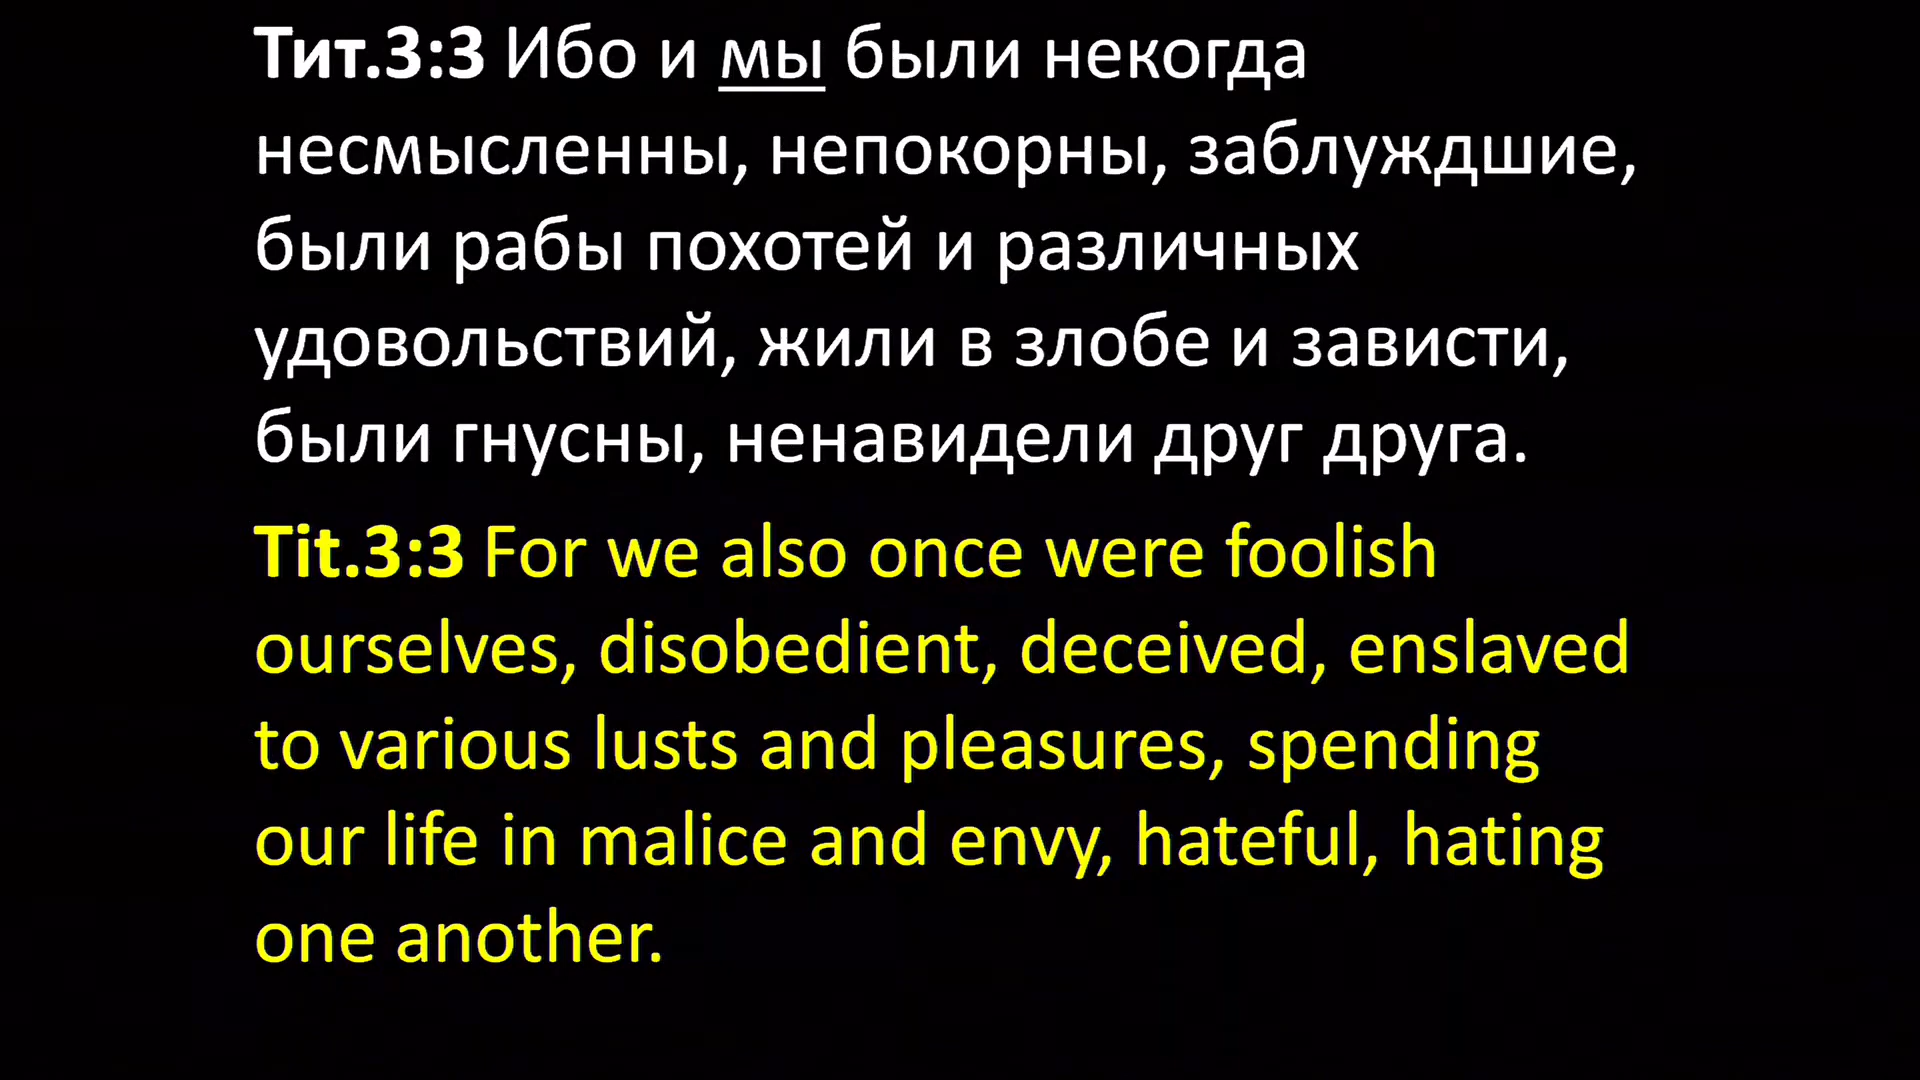 Тит.3:3 Ибо и мы были некогда
несмысленны, непокорны, заблуждшие,
были рабы похотей и различных
удовольствий, жили в злобе и зависти,
были гнусны, ненавидели друг друга.
Tit.3:3 For we also once were foolish
ourselves, disobedient, deceived, enslaved
to various lusts and pleasures, spending
our life in malice and envy, hateful, hating
one another.